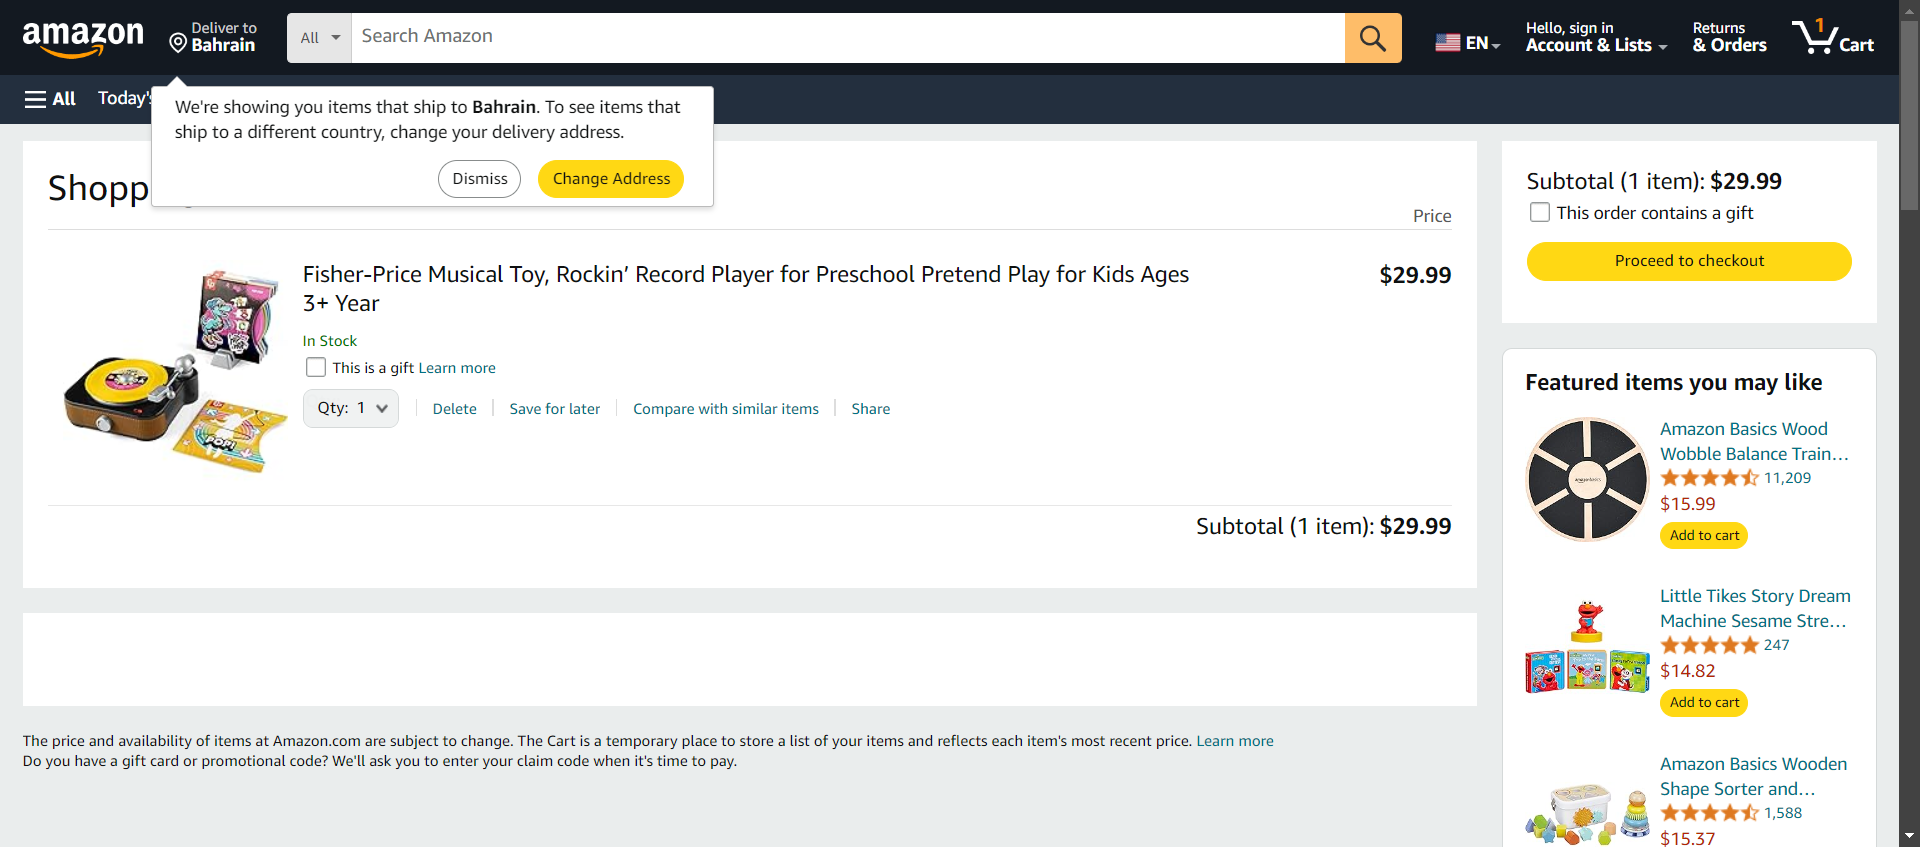 amazon
Deliver to
Bahrain
All
Search Amazon
EN
Hello, sign in
Account & Lists
Returns
& Orders
1
Cart
All
Today's
We're showing you items that ship to Bahrain. To see items that
ship to a different country, change your delivery address.
Dismiss
Change Address
Shopp
Price
Fisher-Price Musical Toy, Rockin’ Record Player for Preschool Pretend Play for Kids Ages
3+ Year
$29.99
In Stock
This is a gift Learn more
Qty: 1
Delete
Save for later
Compare with similar items
Share
POP!
Subtotal (1 item): $29.99
The price and availability of items at Amazon.com are subject to change. The Cart is a temporary place to store a list of your items and reflects each item's most recent price. Learn more
Do you have a gift card or promotional code? We'll ask you to enter your claim code when it's time to pay.
Subtotal (1 item): $29.99
This order contains a gift
Proceed to checkout
Featured items you may like
Amazon Basics Wood
Wobble Balance Train…
11,209
$15.99
Add to cart
Little Tikes Story Dream
Machine Sesame Stre…
247
$14.82
Add to cart
Amazon Basics Wooden
Shape Sorter and…
1,588
$15.37